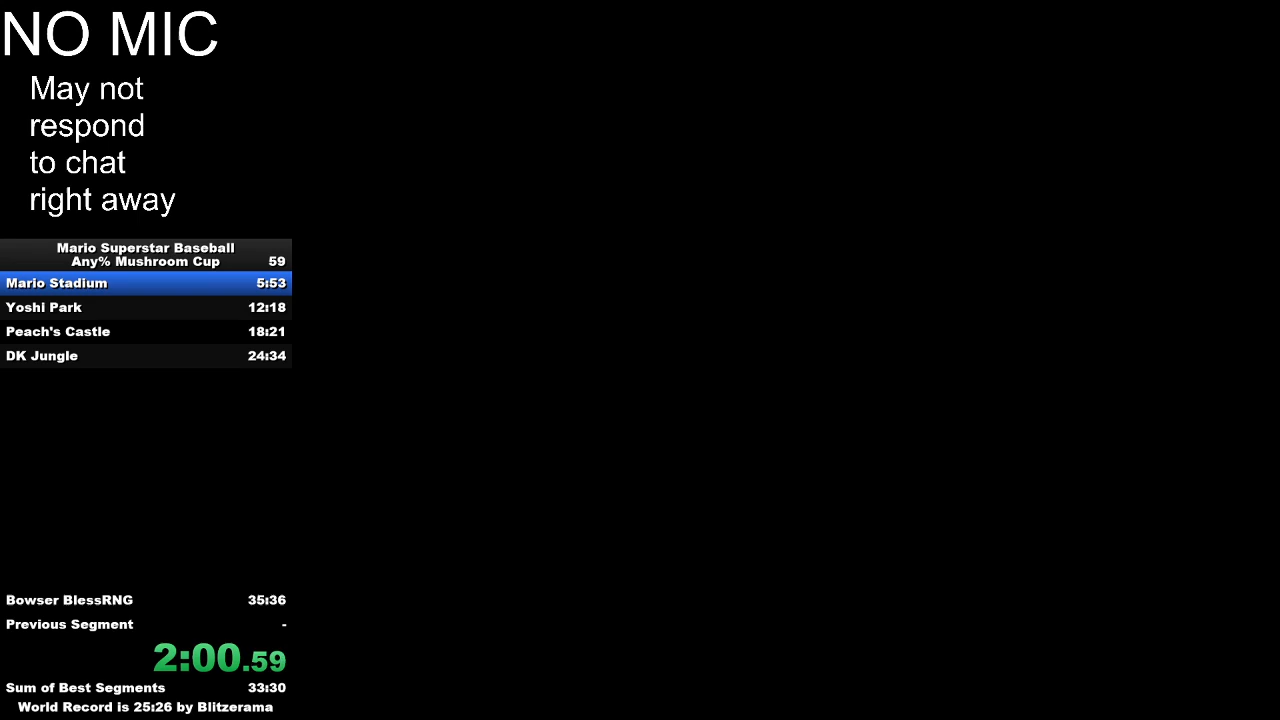 NO MIC
May not
respond
to chat
right away
Mario Superstar Baseball
Any% Mushroom Cup 59
Mario Stadium 5:53
Yoshi Park 12:18
Peach's Castle 18:21
DK Jungle 24:34
Bowser BlessRNG 35:36
Previous Segment -
2:00.59
Sum of Best Segments 33:30
World Record is 25:26 by Blitzerama